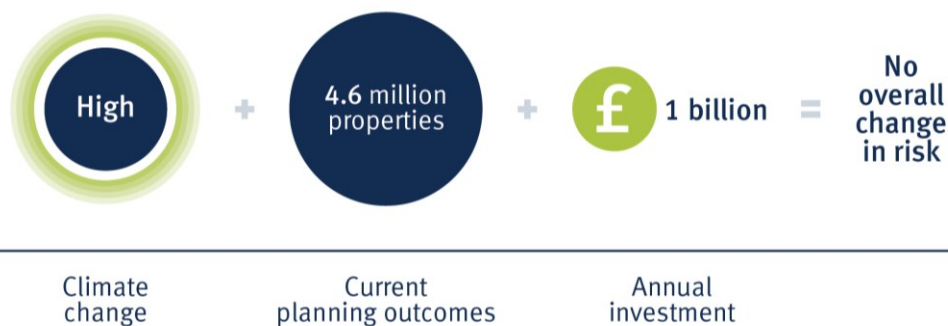 High
+
4.6 million
properties
+
£
1 billion
=
No
overall
change
in risk
Climate
change
Current
planning outcomes
Annual
investment